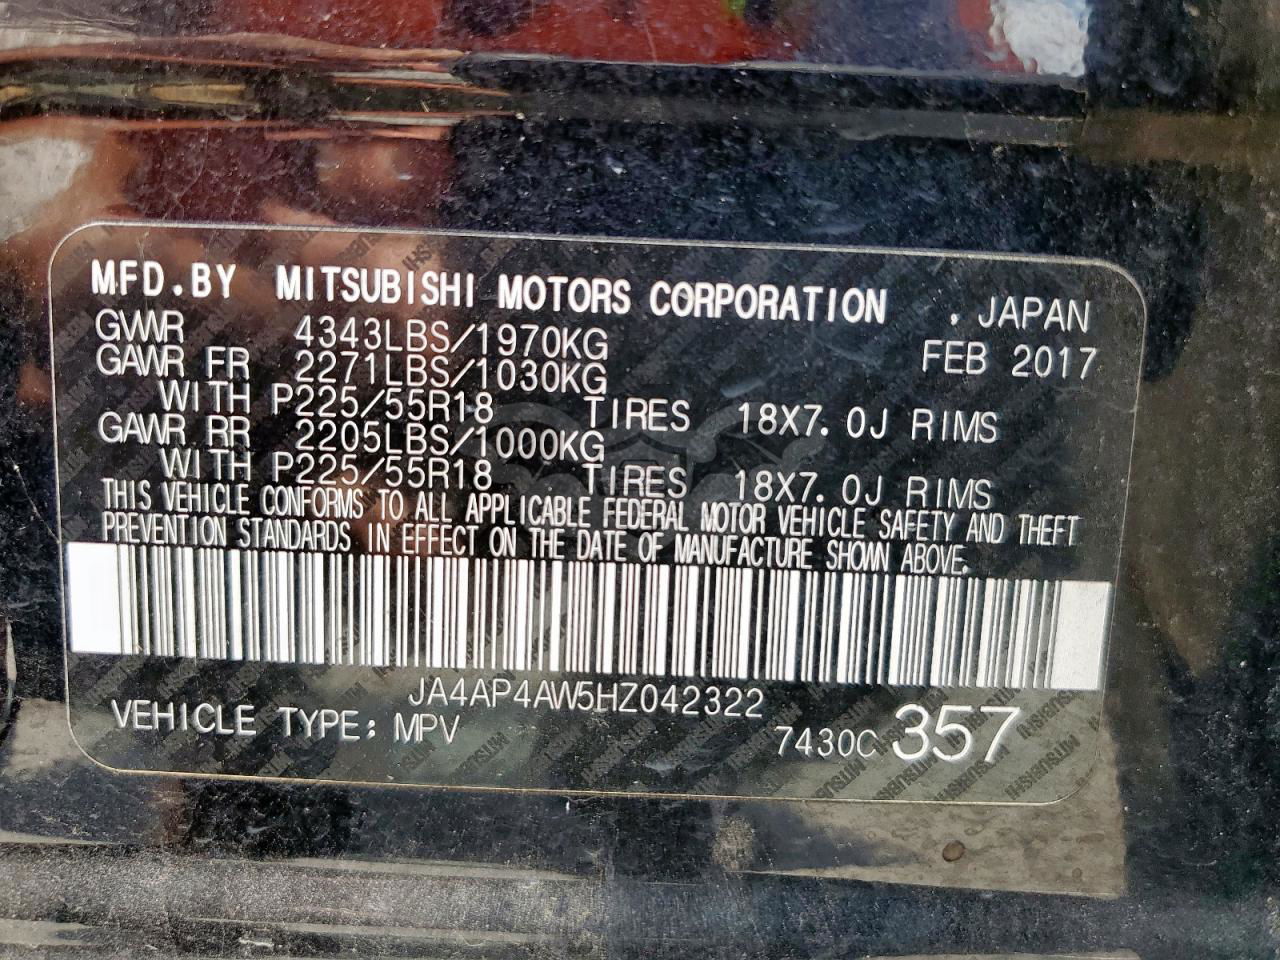 MFD.BY MITSUBISHI MOTORS CORPORATION , JAPAN
GVWR 4343LBS/1970KG FEB 2017
GAWR FR 2271LBS/1030KG
WITH P225/55R18 TIRES 18X7.0J RIMS
GAWR RR 2205LBS/1000KG
WITH P225/55R18 TIRES 18X7.0J RIMS
THIS VEHICLE CONFORMS TO ALL APPLICABLE FEDERAL MOTOR VEHICLE SAFETY AND THEFT
PREVENTION STANDARDS IN EFFECT ON THE DATE OF MANUFACTURE SHOWN ABOVE.
JA4AP4AW5HZ042322
VEHICLE TYPE: MPV 7430C 357